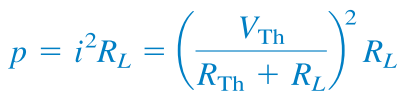 p = i²R_L = (V_Th / (R_Th + R_L))² R_L